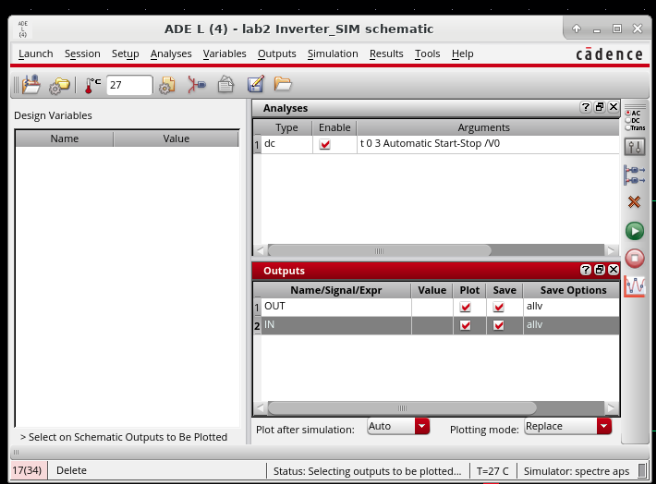 ADE L (4) - lab2 Inverter_SIM schematic
Launch Session Setup Analyses Variables Outputs Simulation Results Tools Help
cādence
27
Design Variables
Name Value
Analyses
Type Enable Arguments
1 dc t 0 3 Automatic Start-Stop /V0
AC
DC
Trans
Outputs
Name/Signal/Expr Value Plot Save Save Options
1 OUT allv
2 IN allv
> Select on Schematic Outputs to Be Plotted
Plot after simulation: Auto Plotting mode: Replace
17(34) Delete Status: Selecting outputs to be plotted... T=27 C Simulator: spectre aps